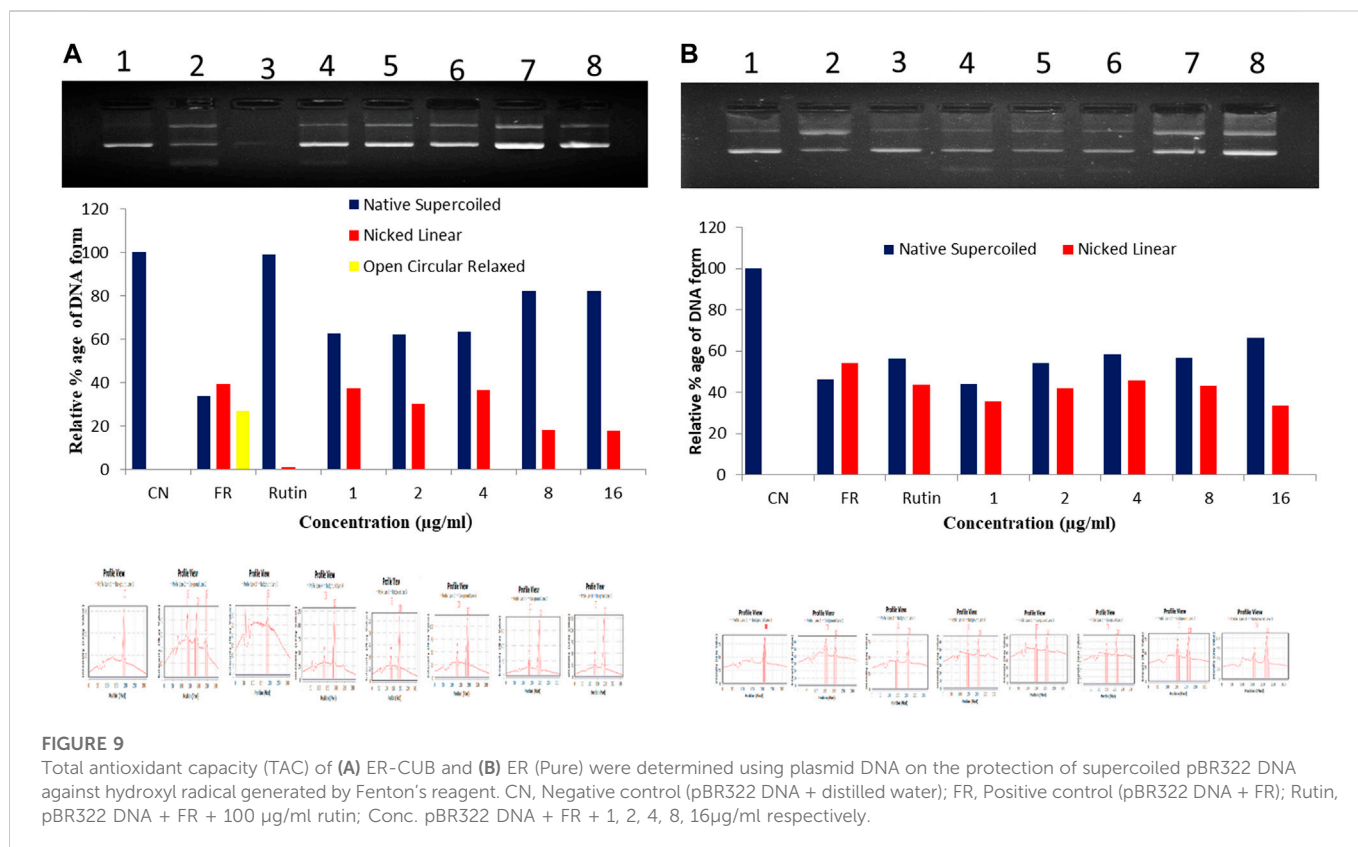 A
1 2 3 4 5 6 7 8
120
100
80
60
40
20
0
Relative % age of DNA form
Native Supercoiled
Nicked Linear
Open Circular Relaxed
CN FR Rutin 1 2 4 8 16
Concentration (µg/ml)
Profile View
Profile View
Profile View
Profile View
Profile View
Profile View
Profile View
Profile View
B
1 2 3 4 5 6 7 8
120
100
80
60
40
20
0
Relative % age of DNA form
Native Supercoiled
Nicked Linear
CN FR Rutin 1 2 4 8 16
Concentration (µg/ml)
Profile View
Profile View
Profile View
Profile View
Profile View
Profile View
Profile View
Profile View
FIGURE 9
Total antioxidant capacity (TAC) of (A) ER-CUB and (B) ER (Pure) were determined using plasmid DNA on the protection of supercoiled pBR322 DNA
against hydroxyl radical generated by Fenton's reagent. CN, Negative control (pBR322 DNA + distilled water); FR, Positive control (pBR322 DNA + FR); Rutin,
pBR322 DNA + FR + 100 µg/ml rutin; Conc. pBR322 DNA + FR + 1, 2, 4, 8, 16µg/ml respectively.